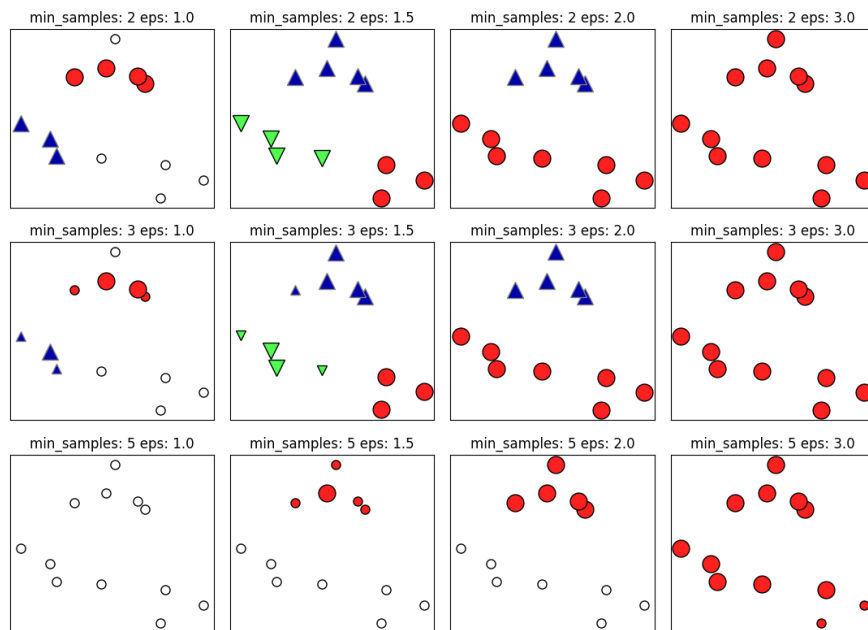 min_samples: 2 eps: 1.0
min_samples: 2 eps: 1.5
min_samples: 2 eps: 2.0
min_samples: 2 eps: 3.0
min_samples: 3 eps: 1.0
min_samples: 3 eps: 1.5
min_samples: 3 eps: 2.0
min_samples: 3 eps: 3.0
min_samples: 5 eps: 1.0
min_samples: 5 eps: 1.5
min_samples: 5 eps: 2.0
min_samples: 5 eps: 3.0